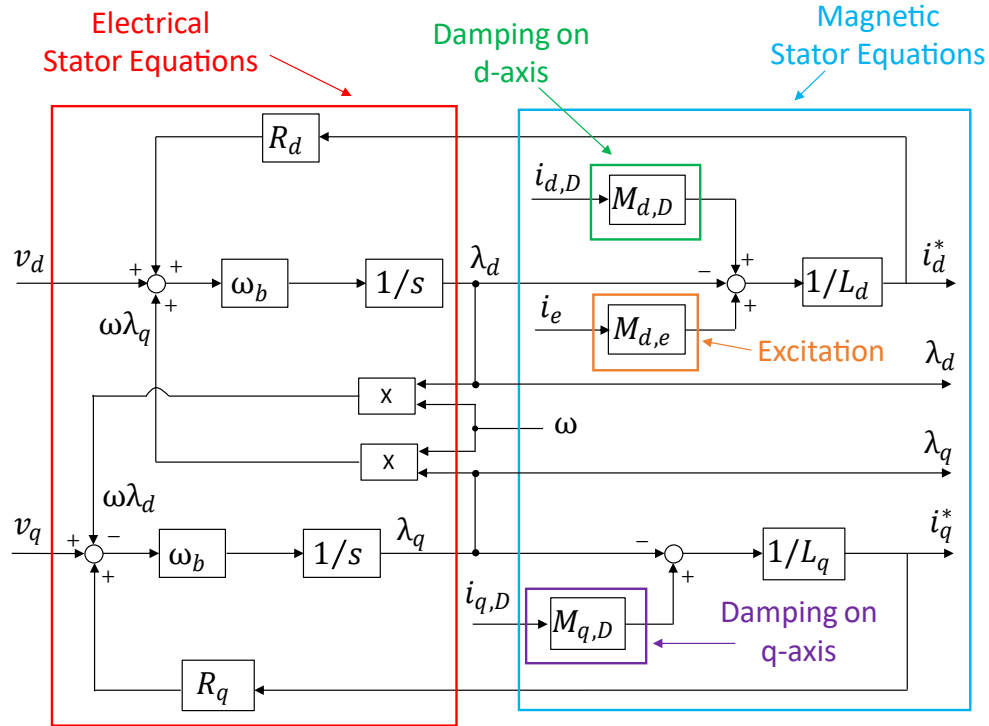 Electrical
Stator Equations
Damping on
d-axis
Magnetic
Stator Equations
R_d
i_{d,D}
M_{d,D}
v_d
+
+
+
+
ω_b
1/s
λ_d
−
+
+
1/L_d
i_d^*
ωλ_q
i_e
M_{d,e}
Excitation
x
λ_d
ω
x
λ_q
ωλ_d
v_q
+
−
+
ω_b
1/s
λ_q
−
+
1/L_q
i_q^*
i_{q,D}
M_{q,D}
Damping on
q-axis
R_q